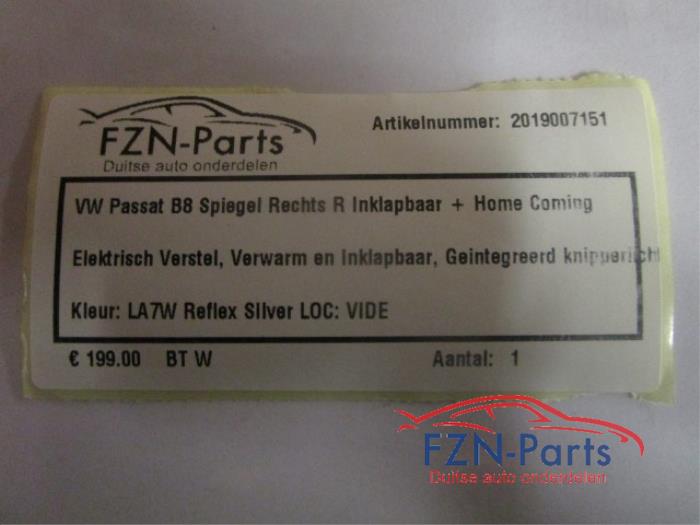 FZN-Parts
Duitse auto onderdelen
Artikelnummer: 2019007151
VW Passat B8 Spiegel Rechts R Inklapbaar + Home Coming
Elektrisch Verstel, Verwarm en Inklapbaar, Geintegreerd knipperlicht
Kleur: LA7W Reflex Silver LOC: VIDE
€ 199.00 BT W
Aantal: 1
FZN-Parts
Duitse auto onderdelen